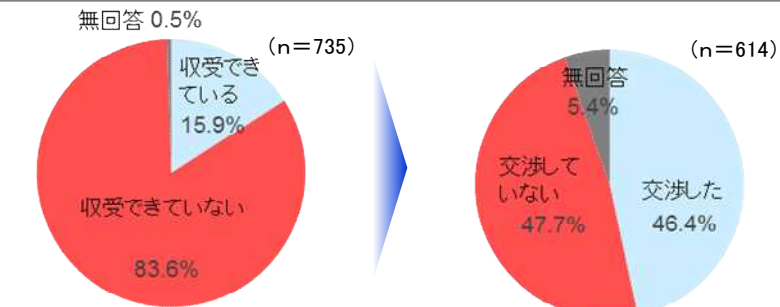 無回答 0.5%
(n=735)
収受でき
ている
15.9%
収受できていない
83.6%
(n=614)
無回答
5.4%
交渉して
いない
47.7%
交渉した
46.4%